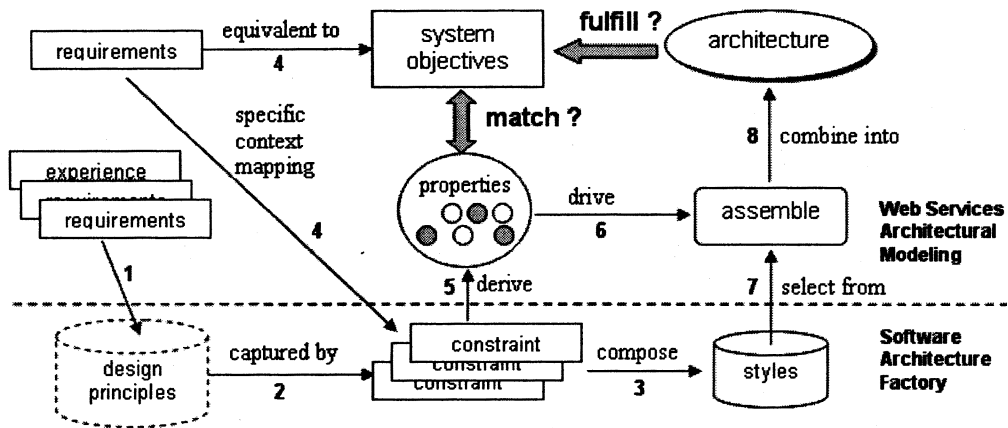 requirements
equivalent to
4
system
objectives
fulfill ?
architecture
specific
context
mapping
match ?
8 combine into
experience
requirements
requirements
4
properties
drive
6
assemble
Web Services
Architectural
Modeling
1
5 derive
7 select from
design
principles
captured by
2
constraint
constraint
constraint
compose
3
styles
Software
Architecture
Factory